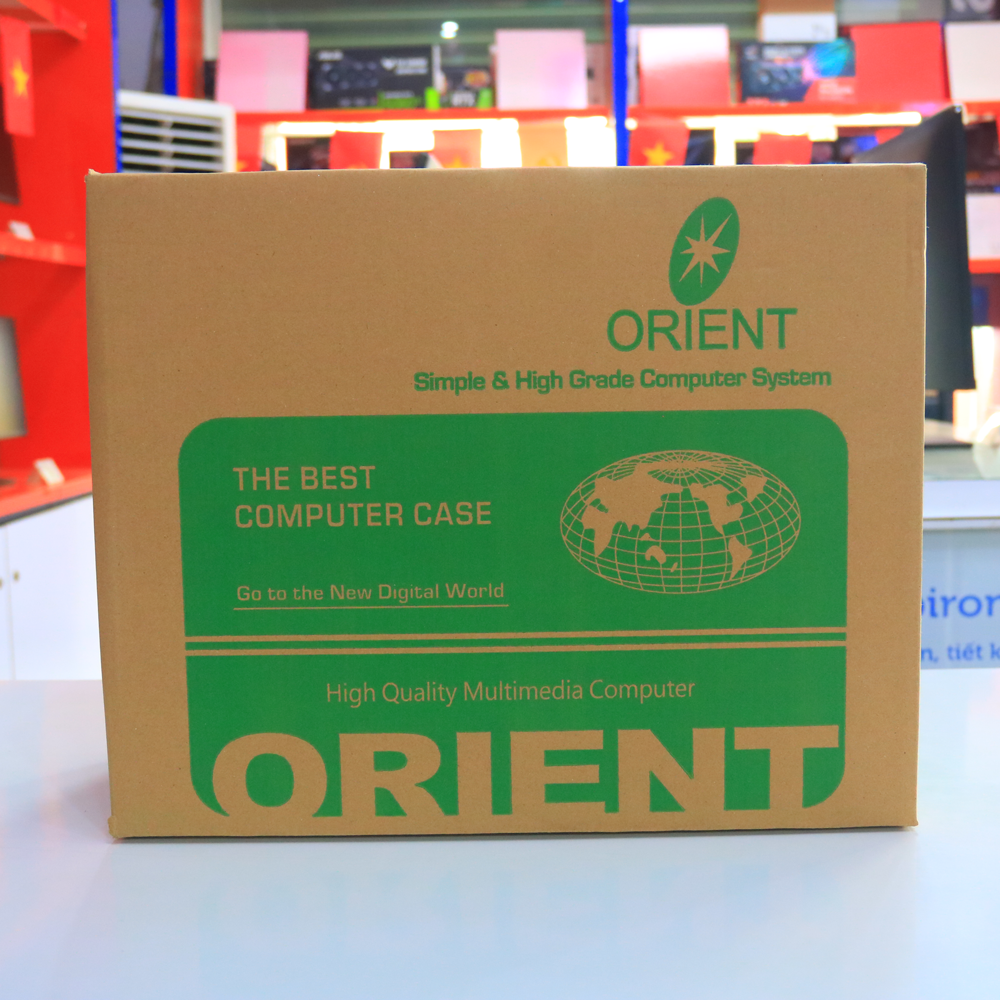 ORIENT
Simple & High Grade Computer System
THE BEST
COMPUTER CASE
Go to the New Digital World
High Quality Multimedia Computer
ORIENT
n, tiết k